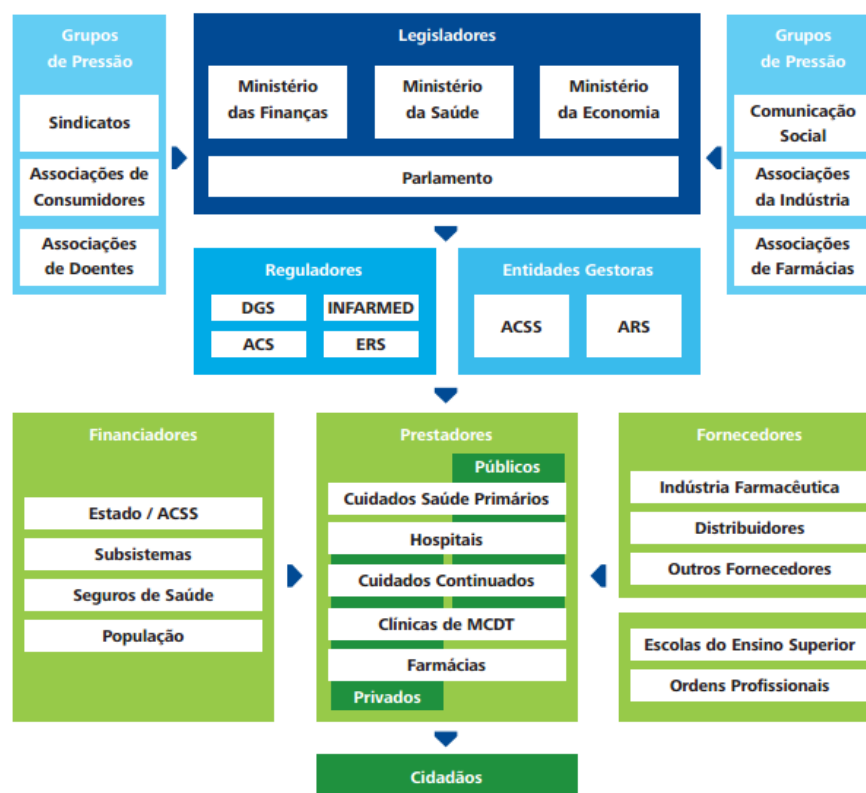 Grupos
de Pressão
Sindicatos
Associações de
Consumidores
Associações
de Doentes
Legisladores
Ministério
das Finanças
Ministério
da Saúde
Ministério
da Economia
Parlamento
Grupos
de Pressão
Comunicação
Social
Associações
da Indústria
Associações
de Farmácias
Reguladores
DGS
INFARMED
ACS
ERS
Entidades Gestoras
ACSS
ARS
Financiadores
Estado / ACSS
Subsistemas
Seguros de Saúde
População
Prestadores
Públicos
Cuidados Saúde Primários
Hospitais
Cuidados Continuados
Clínicas de MCDT
Farmácias
Privados
Fornecedores
Indústria Farmacêutica
Distribuidores
Outros Fornecedores
Escolas do Ensino Superior
Ordens Profissionais
Cidadãos